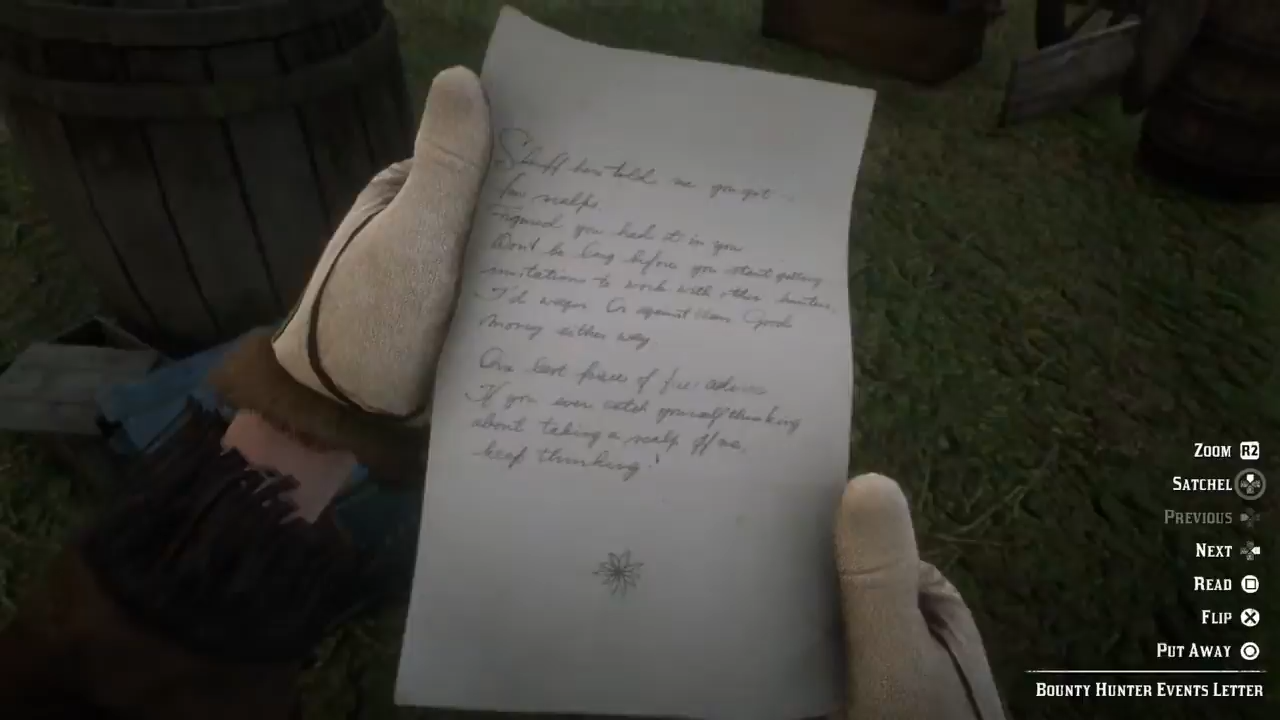 Sheriff has told me you got a
few scalps.
Figured you had it in you
Won't be long before you start getting
invitations to work with other hunters,
I'd wager. Or against them. Good
money either way.
One last piece of free advice
If you ever catch yourself thinking
about taking a scalp off me,
keep thinking!
ZOOM R2
SATCHEL
PREVIOUS
NEXT
READ
FLIP
PUT AWAY
BOUNTY HUNTER EVENTS LETTER